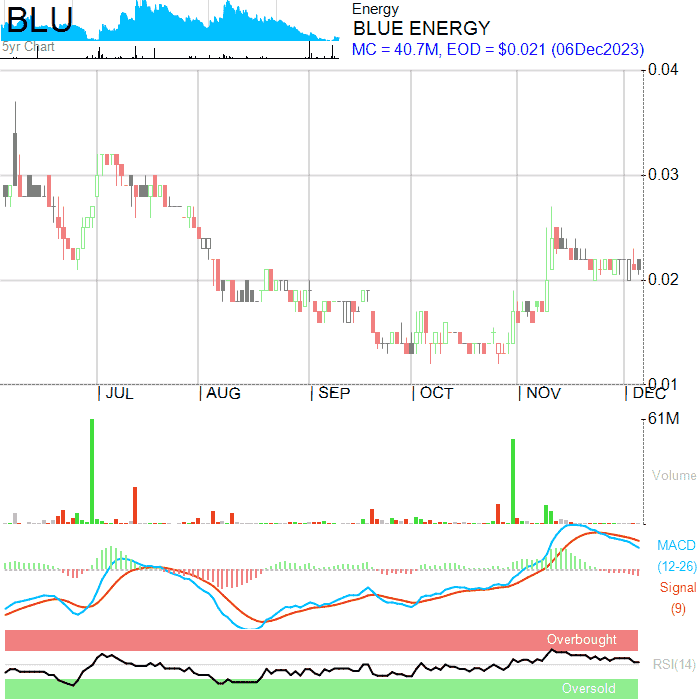 BLU
5yr Chart
Energy
BLUE ENERGY
MC = 40.7M, EOD = $0.021 (06Dec2023)
0.04
0.03
0.02
0.01
| JUL | AUG | SEP | OCT | NOV | DEC
61M
Volume
MACD
(12-26)
Signal
(9)
Overbought
RSI(14)
Oversold